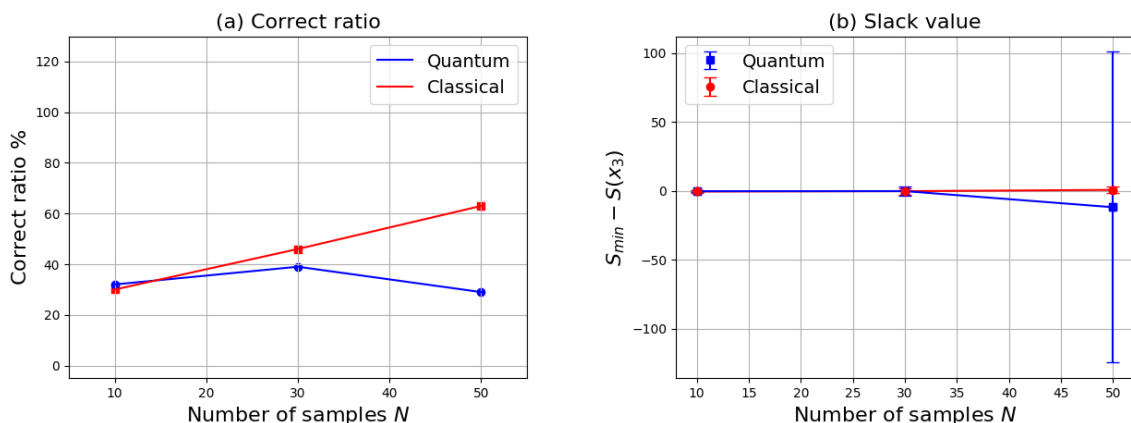 (a) Correct ratio
Correct ratio %
120
100
80
60
40
20
0
Quantum
Classical
10
20
30
40
50
Number of samples N
(b) Slack value
S_min − S(x_3)
100
50
0
−50
−100
Quantum
Classical
10
15
20
25
30
35
40
45
50
Number of samples N